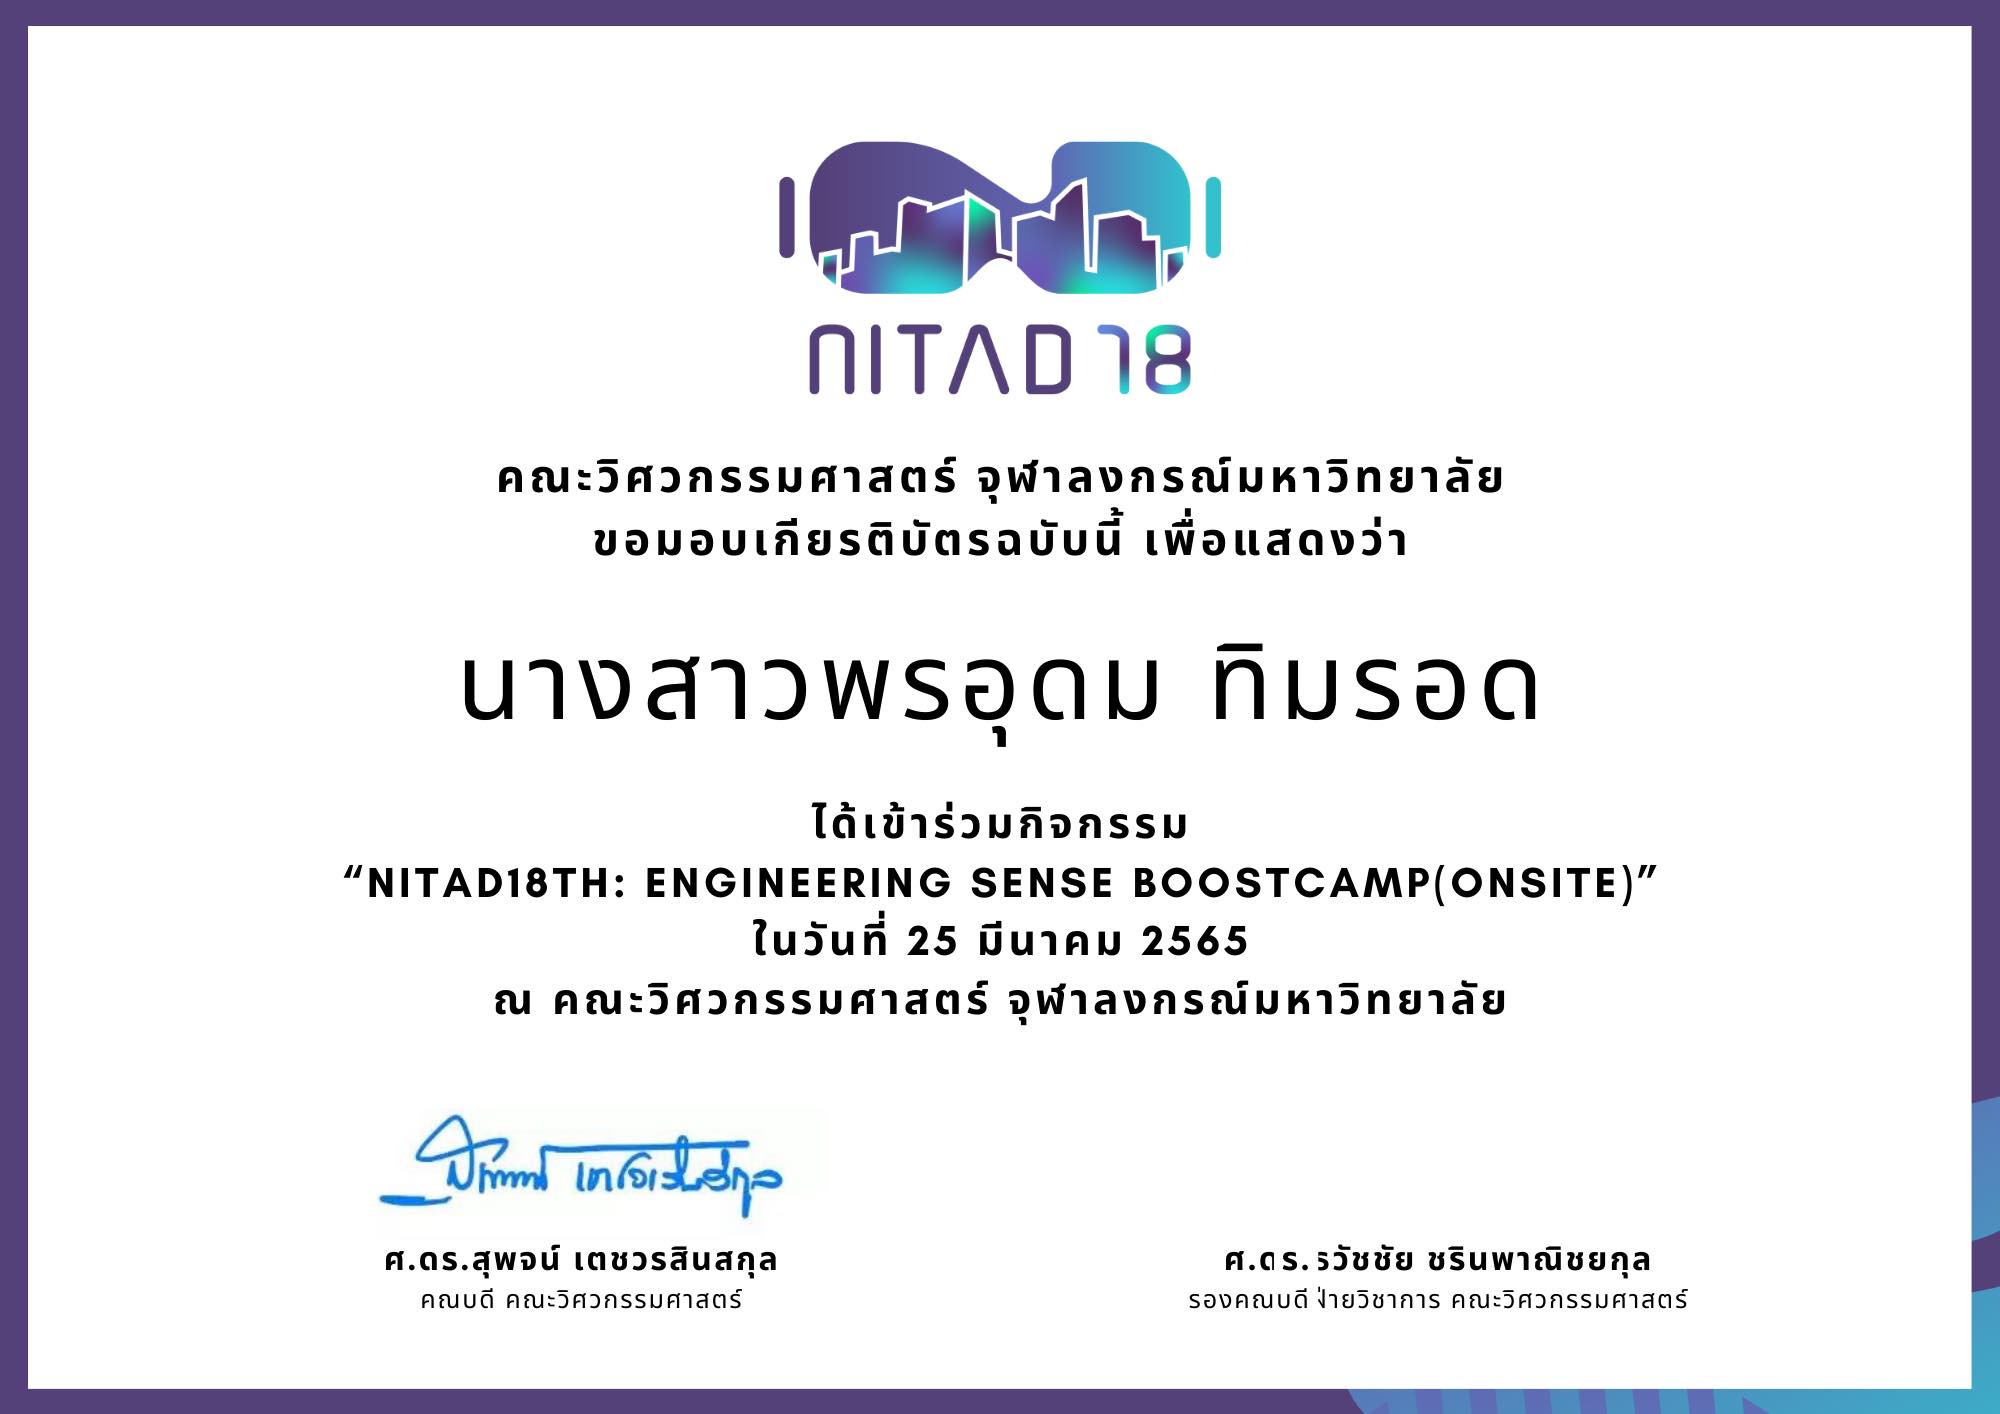 NITAD 18
คณะวิศวกรรมศาสตร์ จุฬาลงกรณ์มหาวิทยาลัย
ขอมอบเกียรติบัตรฉบับนี้ เพื่อแสดงว่า
นางสาวพรอุดม ทิมรอด
ได้เข้าร่วมกิจกรรม
“NITAD18TH: ENGINEERING SENSE BOOSTCAMP(ONSITE)”
ในวันที่ 25 มีนาคม 2565
ณ คณะวิศวกรรมศาสตร์ จุฬาลงกรณ์มหาวิทยาลัย
ศ.ดร.สุพจน์ เตชวรสินสกุล
คณบดี คณะวิศวกรรมศาสตร์
ศ.ดร. ชรินพาณิชยกุล
รองคณบดี ฝ่ายวิชาการ คณะวิศวกรรมศาสตร์